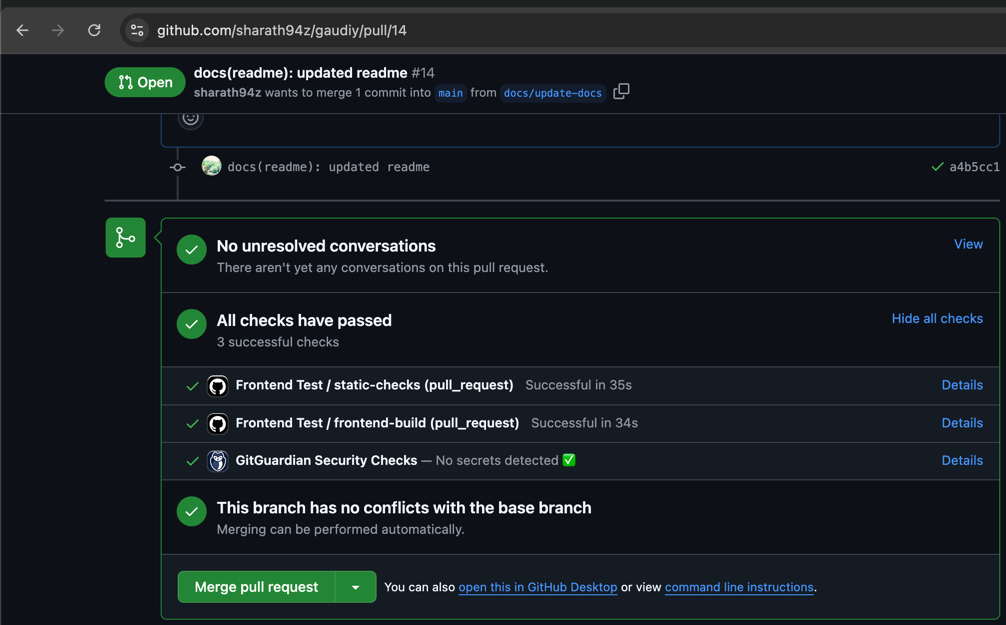 github.com/sharath94z/gaudiy/pull/14
Open
docs(readme): updated readme #14
sharath94z wants to merge 1 commit into main from docs/update-docs
docs(readme): updated readme
a4b5cc1
No unresolved conversations
View
There aren't yet any conversations on this pull request.
All checks have passed
Hide all checks
3 successful checks
Frontend Test / static-checks (pull_request) Successful in 35s
Details
Frontend Test / frontend-build (pull_request) Successful in 34s
Details
GitGuardian Security Checks — No secrets detected ✅
Details
This branch has no conflicts with the base branch
Merging can be performed automatically.
Merge pull request
You can also open this in GitHub Desktop or view command line instructions.